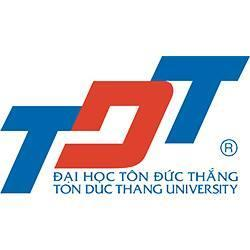 TDT
®
ĐẠI HỌC TÔN ĐỨC THẮNG
TON DUC THANG UNIVERSITY